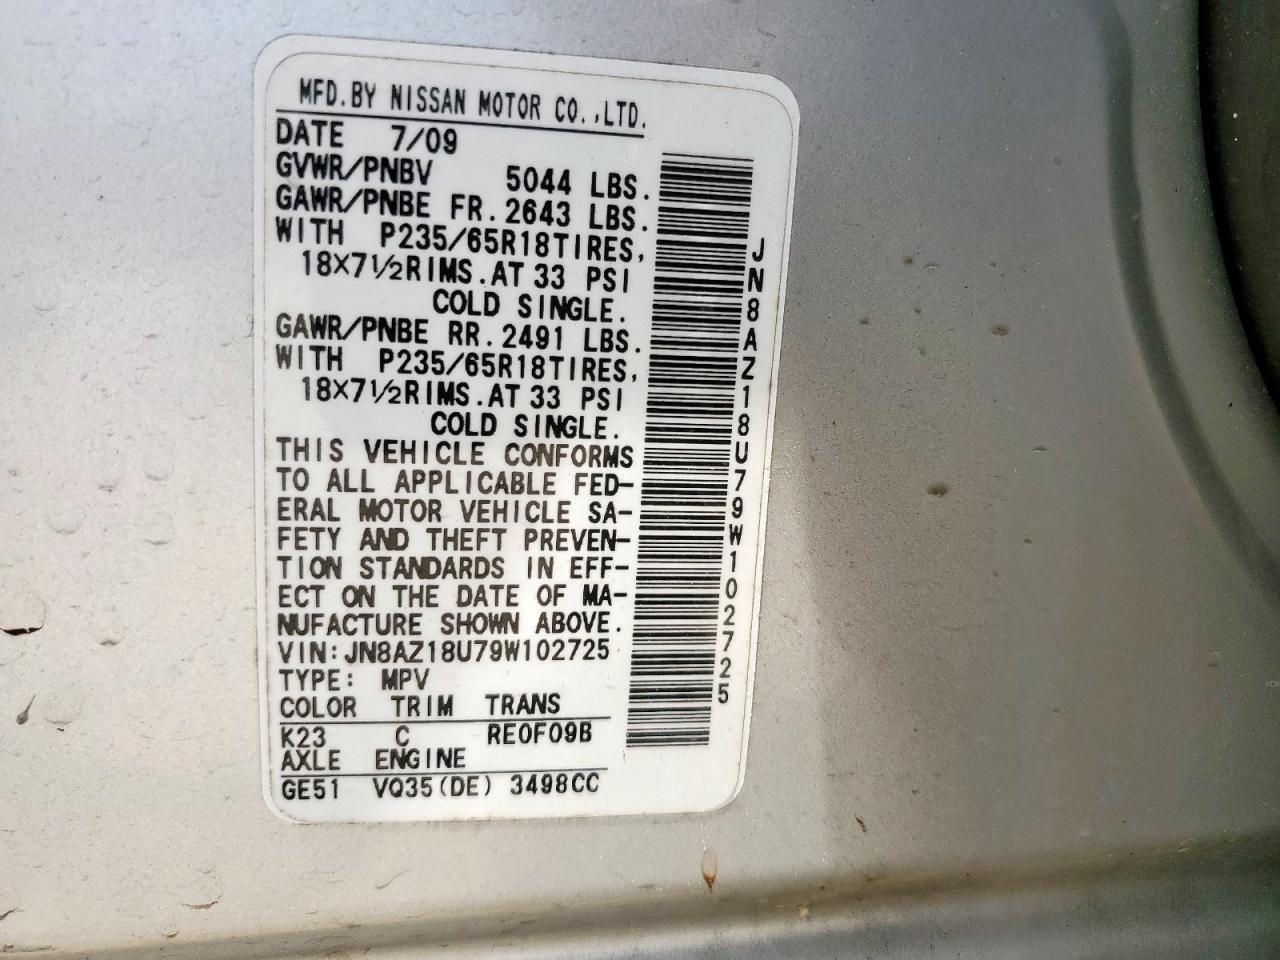 MFD.BY NISSAN MOTOR CO.,LTD.
DATE 7/09
GVWR/PNBV 5044 LBS.
GAWR/PNBE FR.2643 LBS.
WITH P235/65R18TIRES,
18×7½RIMS.AT 33 PSI
COLD SINGLE.
GAWR/PNBE RR.2491 LBS.
WITH P235/65R18TIRES,
18×7½RIMS.AT 33 PSI
COLD SINGLE.
THIS VEHICLE CONFORMS
TO ALL APPLICABLE FED-
ERAL MOTOR VEHICLE SA-
FETY AND THEFT PREVEN-
TION STANDARDS IN EFF-
ECT ON THE DATE OF MA-
NUFACTURE SHOWN ABOVE.
VIN:JN8AZ18U79W102725
TYPE: MPV
COLOR TRIM TRANS
K23 C RE0F09B
AXLE ENGINE
GE51 VQ35(DE) 3498CC
JN8AZ18U79W102725